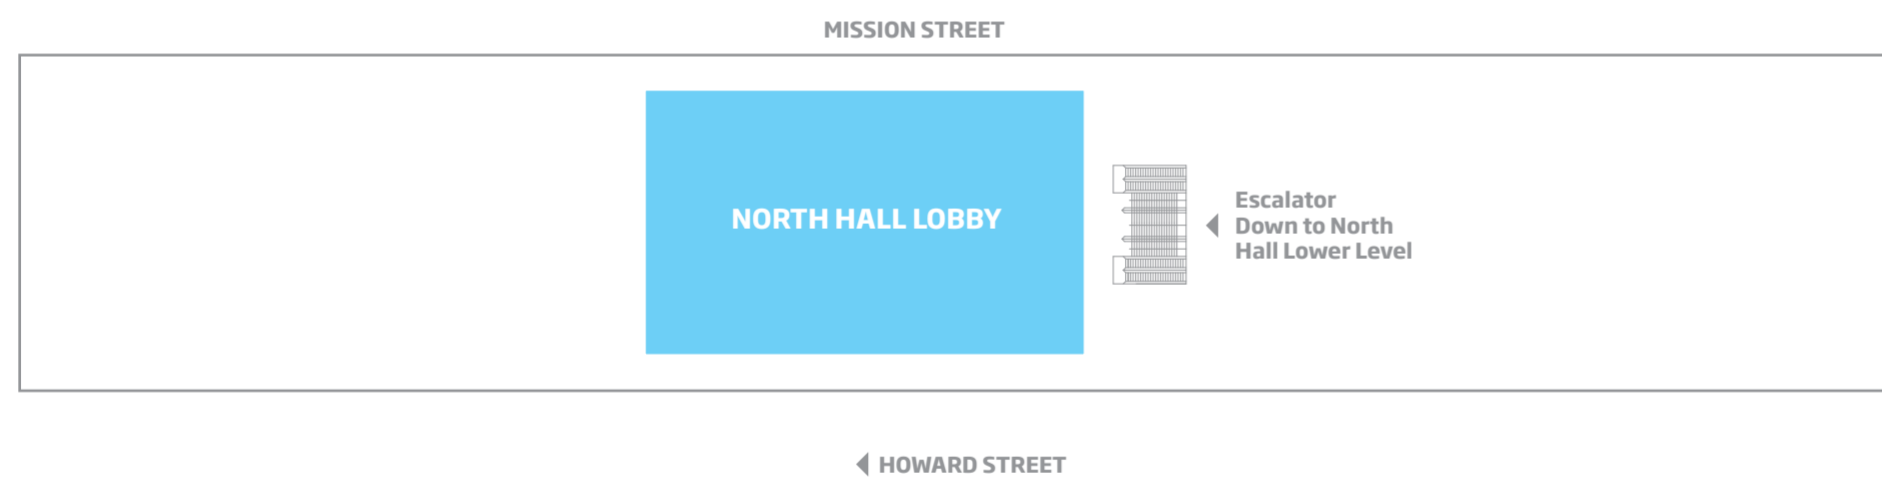 MISSION STREET
NORTH HALL LOBBY
Escalator
Down to North
Hall Lower Level
HOWARD STREET